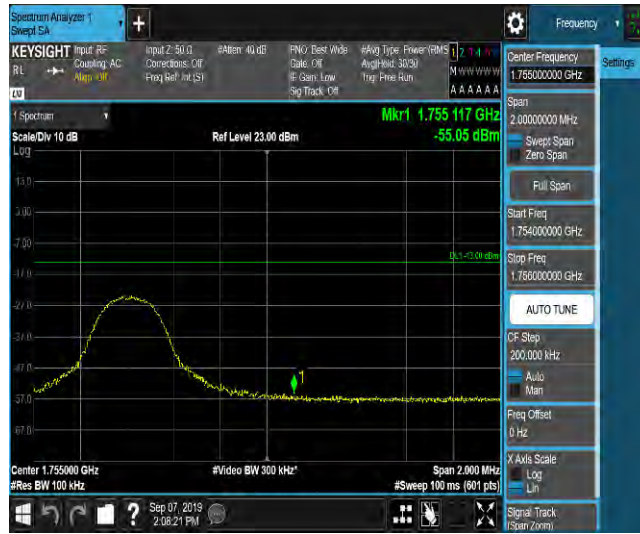 Spectrum Analyzer 1
Swept SA
Frequency
KEYSIGHT Input: RF
RL
Coupling: AC
Align: Off
Input Z: 50 Ω
Corrections: Off
Freq Ref: Int (S)
#Atten: 40 dB
PNO: Best Wide
Gate: Off
IF Gain: Low
Sig Track: Off
#Avg Type: Power (RMS
Avg|Hold: 30/30
Trig: Free Run
M W W W W W
A A A A A A
1 Spectrum
Scale/Div 10 dB
Log
Ref Level 23.00 dBm
Mkr1 1.755 117 GHz
-55.05 dBm
13.0
3.00
-7.00
DL1 -13.00 dBm
-17.0
-27.0
-37.0
-47.0
-57.0
-67.0
1
Center 1.755000 GHz
#Res BW 100 kHz
#Video BW 300 kHz*
Span 2.000 MHz
#Sweep 100 ms (601 pts)
Sep 07, 2019
2:08:21 PM
Center Frequency
1.755000000 GHz
Settings
Span
2.00000000 MHz
Swept Span
Zero Span
Full Span
Start Freq
1.754000000 GHz
Stop Freq
1.756000000 GHz
AUTO TUNE
CF Step
200.000 kHz
Auto
Man
Freq Offset
0 Hz
X Axis Scale
Log
Lin
Signal Track
(Span Zoom)